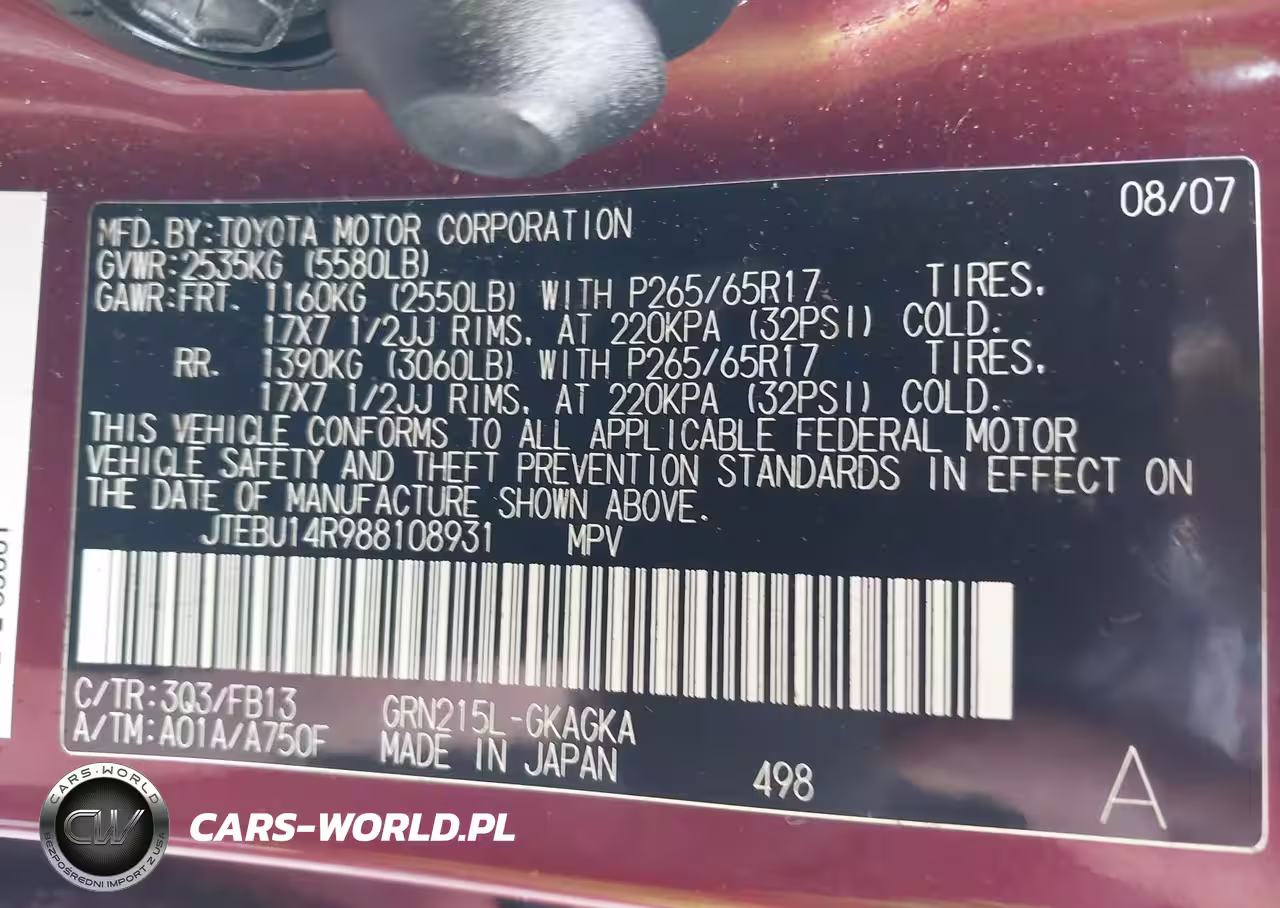 08/07
MFD. BY: TOYOTA MOTOR CORPORATION
GVWR: 2535KG (5580LB)
GAWR: FRT. 1160KG (2550LB) WITH P265/65R17 TIRES.
17X7 1/2JJ RIMS. AT 220KPA (32PSI) COLD.
RR. 1390KG (3060LB) WITH P265/65R17 TIRES.
17X7 1/2JJ RIMS. AT 220KPA (32PSI) COLD.
THIS VEHICLE CONFORMS TO ALL APPLICABLE FEDERAL MOTOR
VEHICLE SAFETY AND THEFT PREVENTION STANDARDS IN EFFECT ON
THE DATE OF MANUFACTURE SHOWN ABOVE.
JTEBU14R988108931 MPV
C/TR: 3Q3/FB13 GRN215L-GKAGKA
A/TM: A01A/A750F MADE IN JAPAN
498 A
CARS-WORLD
CW
BEZPOŚREDNI IMPORT Z USA
CARS-WORLD.PL